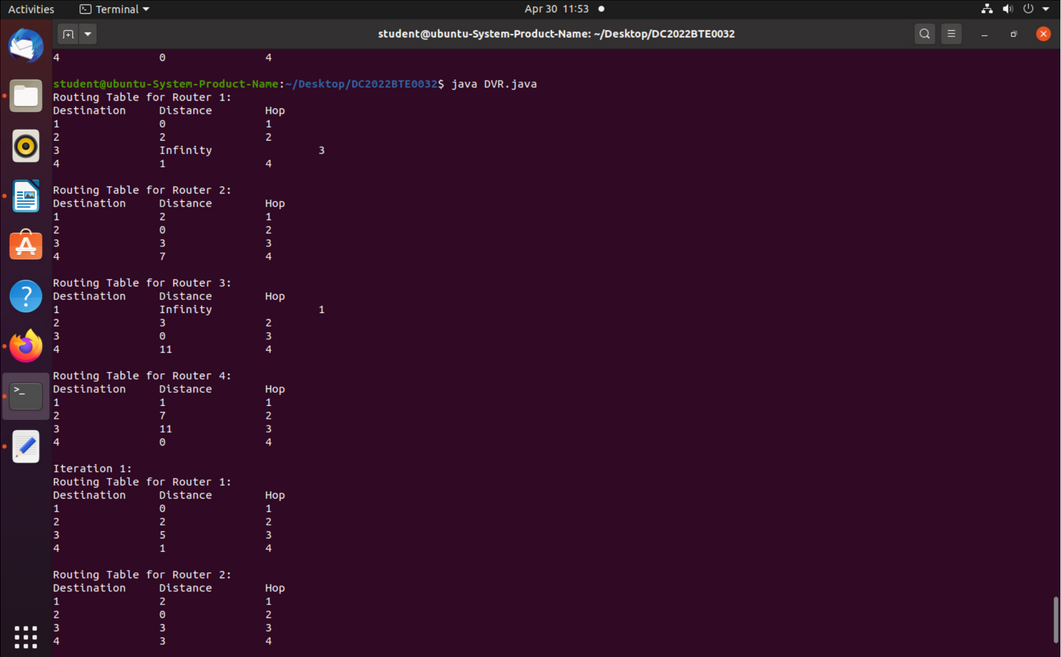 Activities Terminal Apr 30 11:53
student@ubuntu-System-Product-Name: ~/Desktop/DC2022BTE0032
4 0 4
student@ubuntu-System-Product-Name:~/Desktop/DC2022BTE0032$ java DVR.java
Routing Table for Router 1:
Destination Distance Hop
1 0 1
2 2 2
3 Infinity 3
4 1 4
Routing Table for Router 2:
Destination Distance Hop
1 2 1
2 0 2
3 3 3
4 7 4
Routing Table for Router 3:
Destination Distance Hop
1 Infinity 1
2 3 2
3 0 3
4 11 4
Routing Table for Router 4:
Destination Distance Hop
1 1 1
2 7 2
3 11 3
4 0 4
Iteration 1:
Routing Table for Router 1:
Destination Distance Hop
1 0 1
2 2 2
3 5 3
4 1 4
Routing Table for Router 2:
Destination Distance Hop
1 2 1
2 0 2
3 3 3
4 3 4